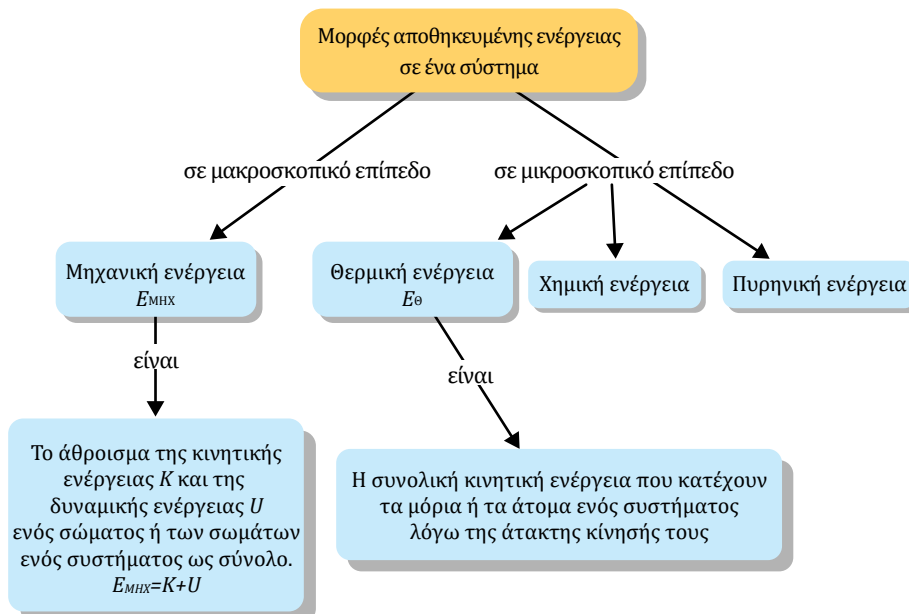 Μορφές αποθηκευμένης ενέργειας
σε ένα σύστημα
σε μακροσκοπικό επίπεδο
σε μικροσκοπικό επίπεδο
Μηχανική ενέργεια
EΜΗΧ
Θερμική ενέργεια
EΘ
Χημική ενέργεια
Πυρηνική ενέργεια
είναι
είναι
Το άθροισμα της κινητικής
ενέργειας K και της
δυναμικής ενέργειας U
ενός σώματος ή των σωμάτων
ενός συστήματος ως σύνολο.
EΜΗΧ=K+U
Η συνολική κινητική ενέργεια που κατέχουν
τα μόρια ή τα άτομα ενός συστήματος
λόγω της άτακτης κίνησής τους